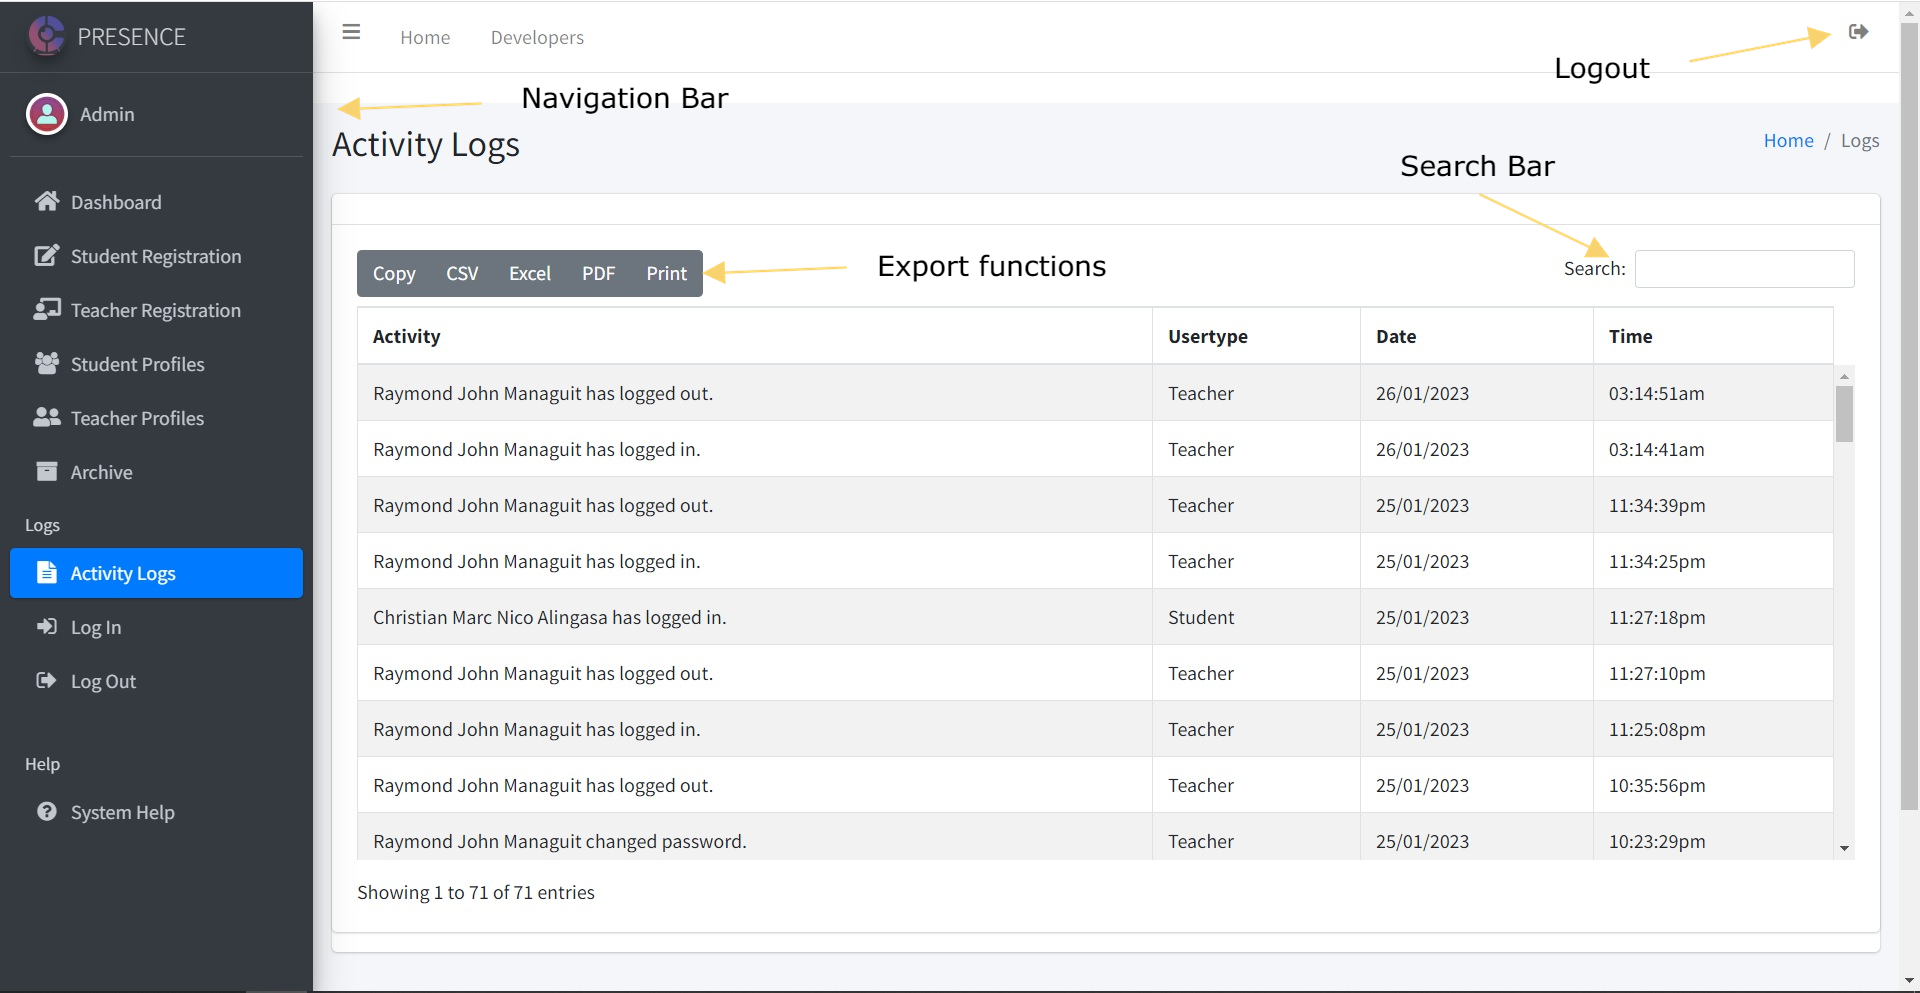 PRESENCE
Home
Developers
Logout
Admin
Navigation Bar
Activity Logs
Home / Logs
Search Bar
Dashboard
Student Registration
Teacher Registration
Student Profiles
Teacher Profiles
Archive
Logs
Activity Logs
Log In
Log Out
Help
System Help
Copy CSV Excel PDF Print
Export functions
Search:
Activity Usertype Date Time
Raymond John Managuit has logged out. Teacher 26/01/2023 03:14:51am
Raymond John Managuit has logged in. Teacher 26/01/2023 03:14:41am
Raymond John Managuit has logged out. Teacher 25/01/2023 11:34:39pm
Raymond John Managuit has logged in. Teacher 25/01/2023 11:34:25pm
Christian Marc Nico Alingasa has logged in. Student 25/01/2023 11:27:18pm
Raymond John Managuit has logged out. Teacher 25/01/2023 11:27:10pm
Raymond John Managuit has logged in. Teacher 25/01/2023 11:25:08pm
Raymond John Managuit has logged out. Teacher 25/01/2023 10:35:56pm
Raymond John Managuit changed password. Teacher 25/01/2023 10:23:29pm
Showing 1 to 71 of 71 entries